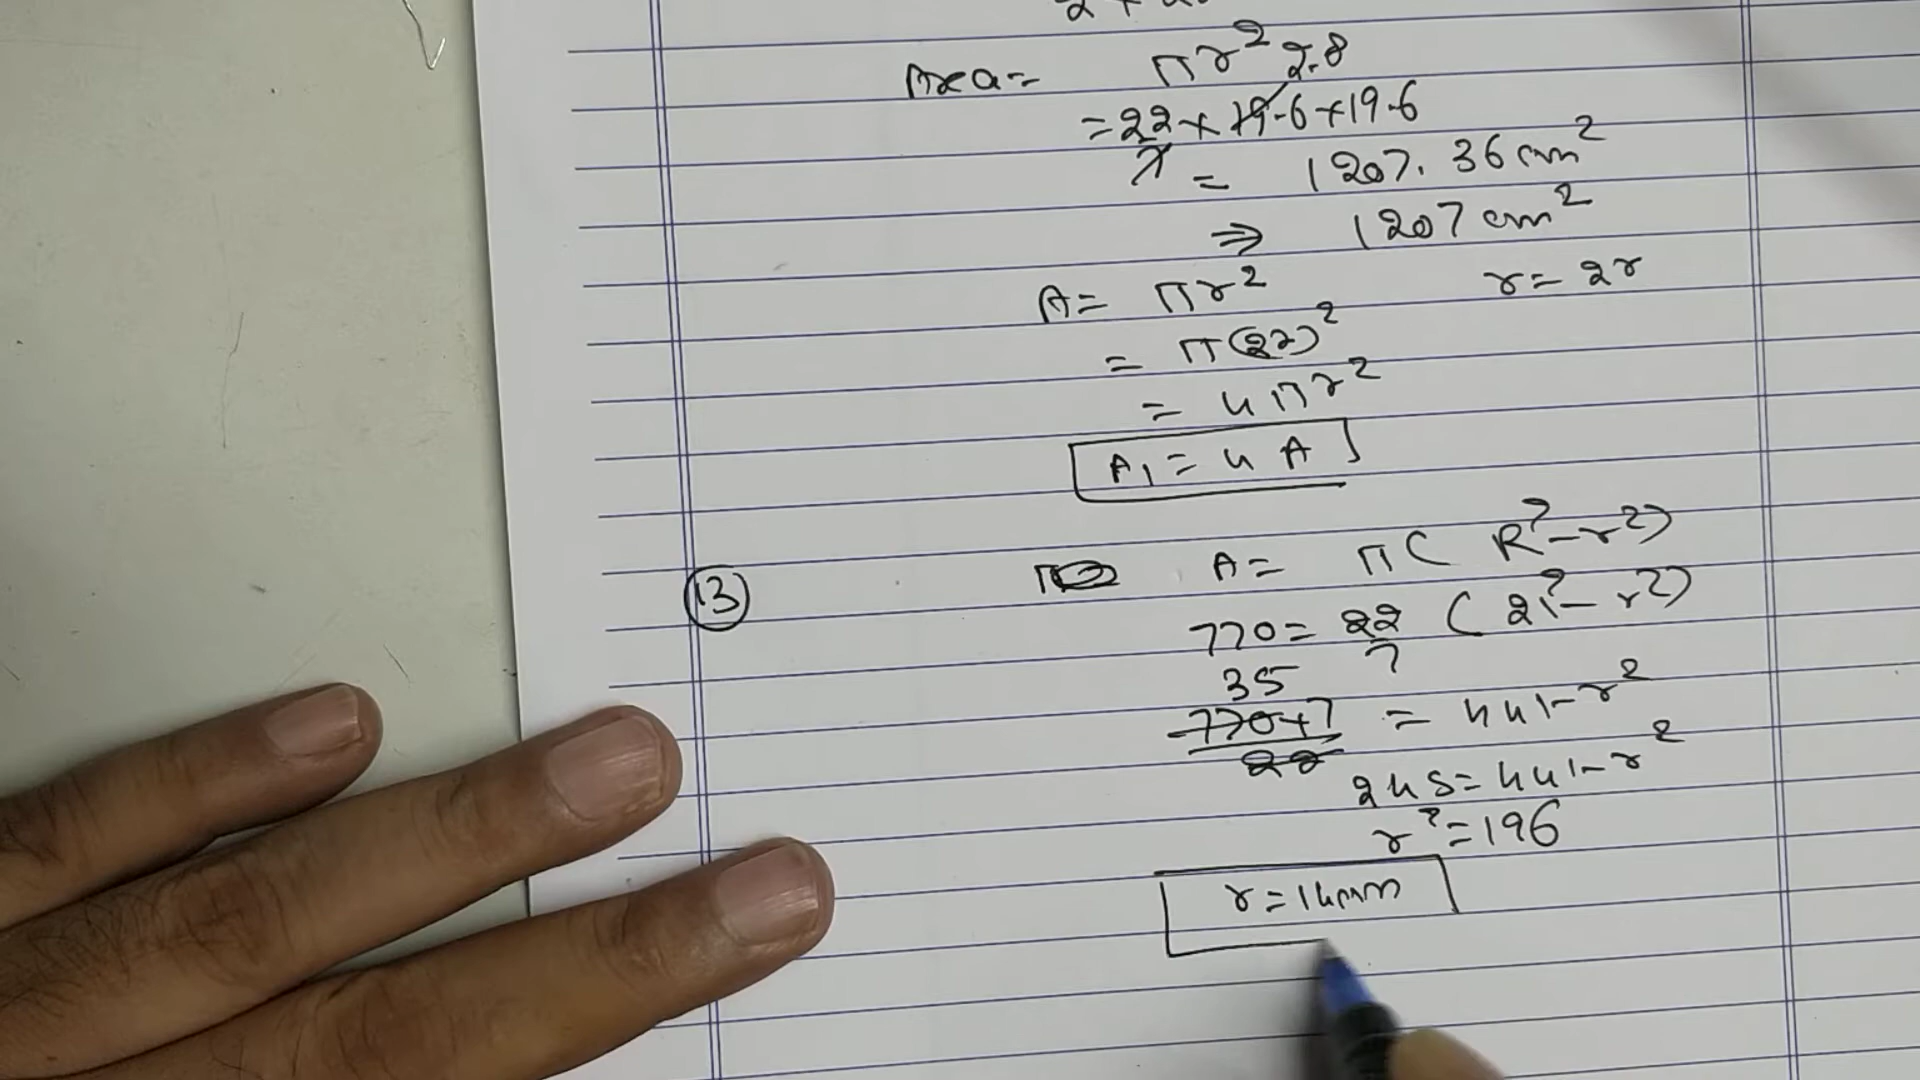 Area = πr² 2.8
= 22/7 × 19.6 × 19.6
= 1207.36 cm²
⇒ 1207 cm²
A = πr² r = 2r
= π(2r)²
= 4πr²
A₁ = 4A
13 A = π(R² - r²)
770 = 22/7 (21² - r²)
35
770×7/22 = 441 - r²
245 = 441 - r²
r² = 196
r = 14mm